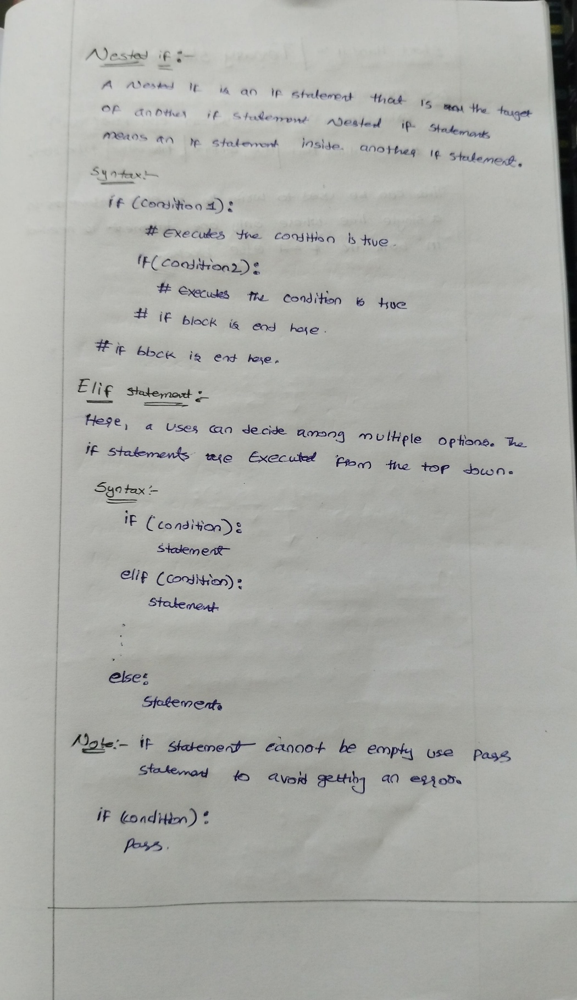 Nested if :-
A Nested If is an if statement that is the target
of another if statement Nested if statements
means an if statement inside another if statement.
Syntax:-
if (condition 1):
# Executes the condition is true.
if (condition2):
# Executes the condition is true
# if block is end here.
# if block is end here.
Elif statement :-
Here, a user can decide among multiple options. The
if statements are Executed from the top down.
Syntax:-
if (condition):
statement
elif (condition):
statement
.
.
.
.
else:
Statement.
Note:- if statement cannot be empty use pass
statement to avoid getting an error.
if (condition):
pass.